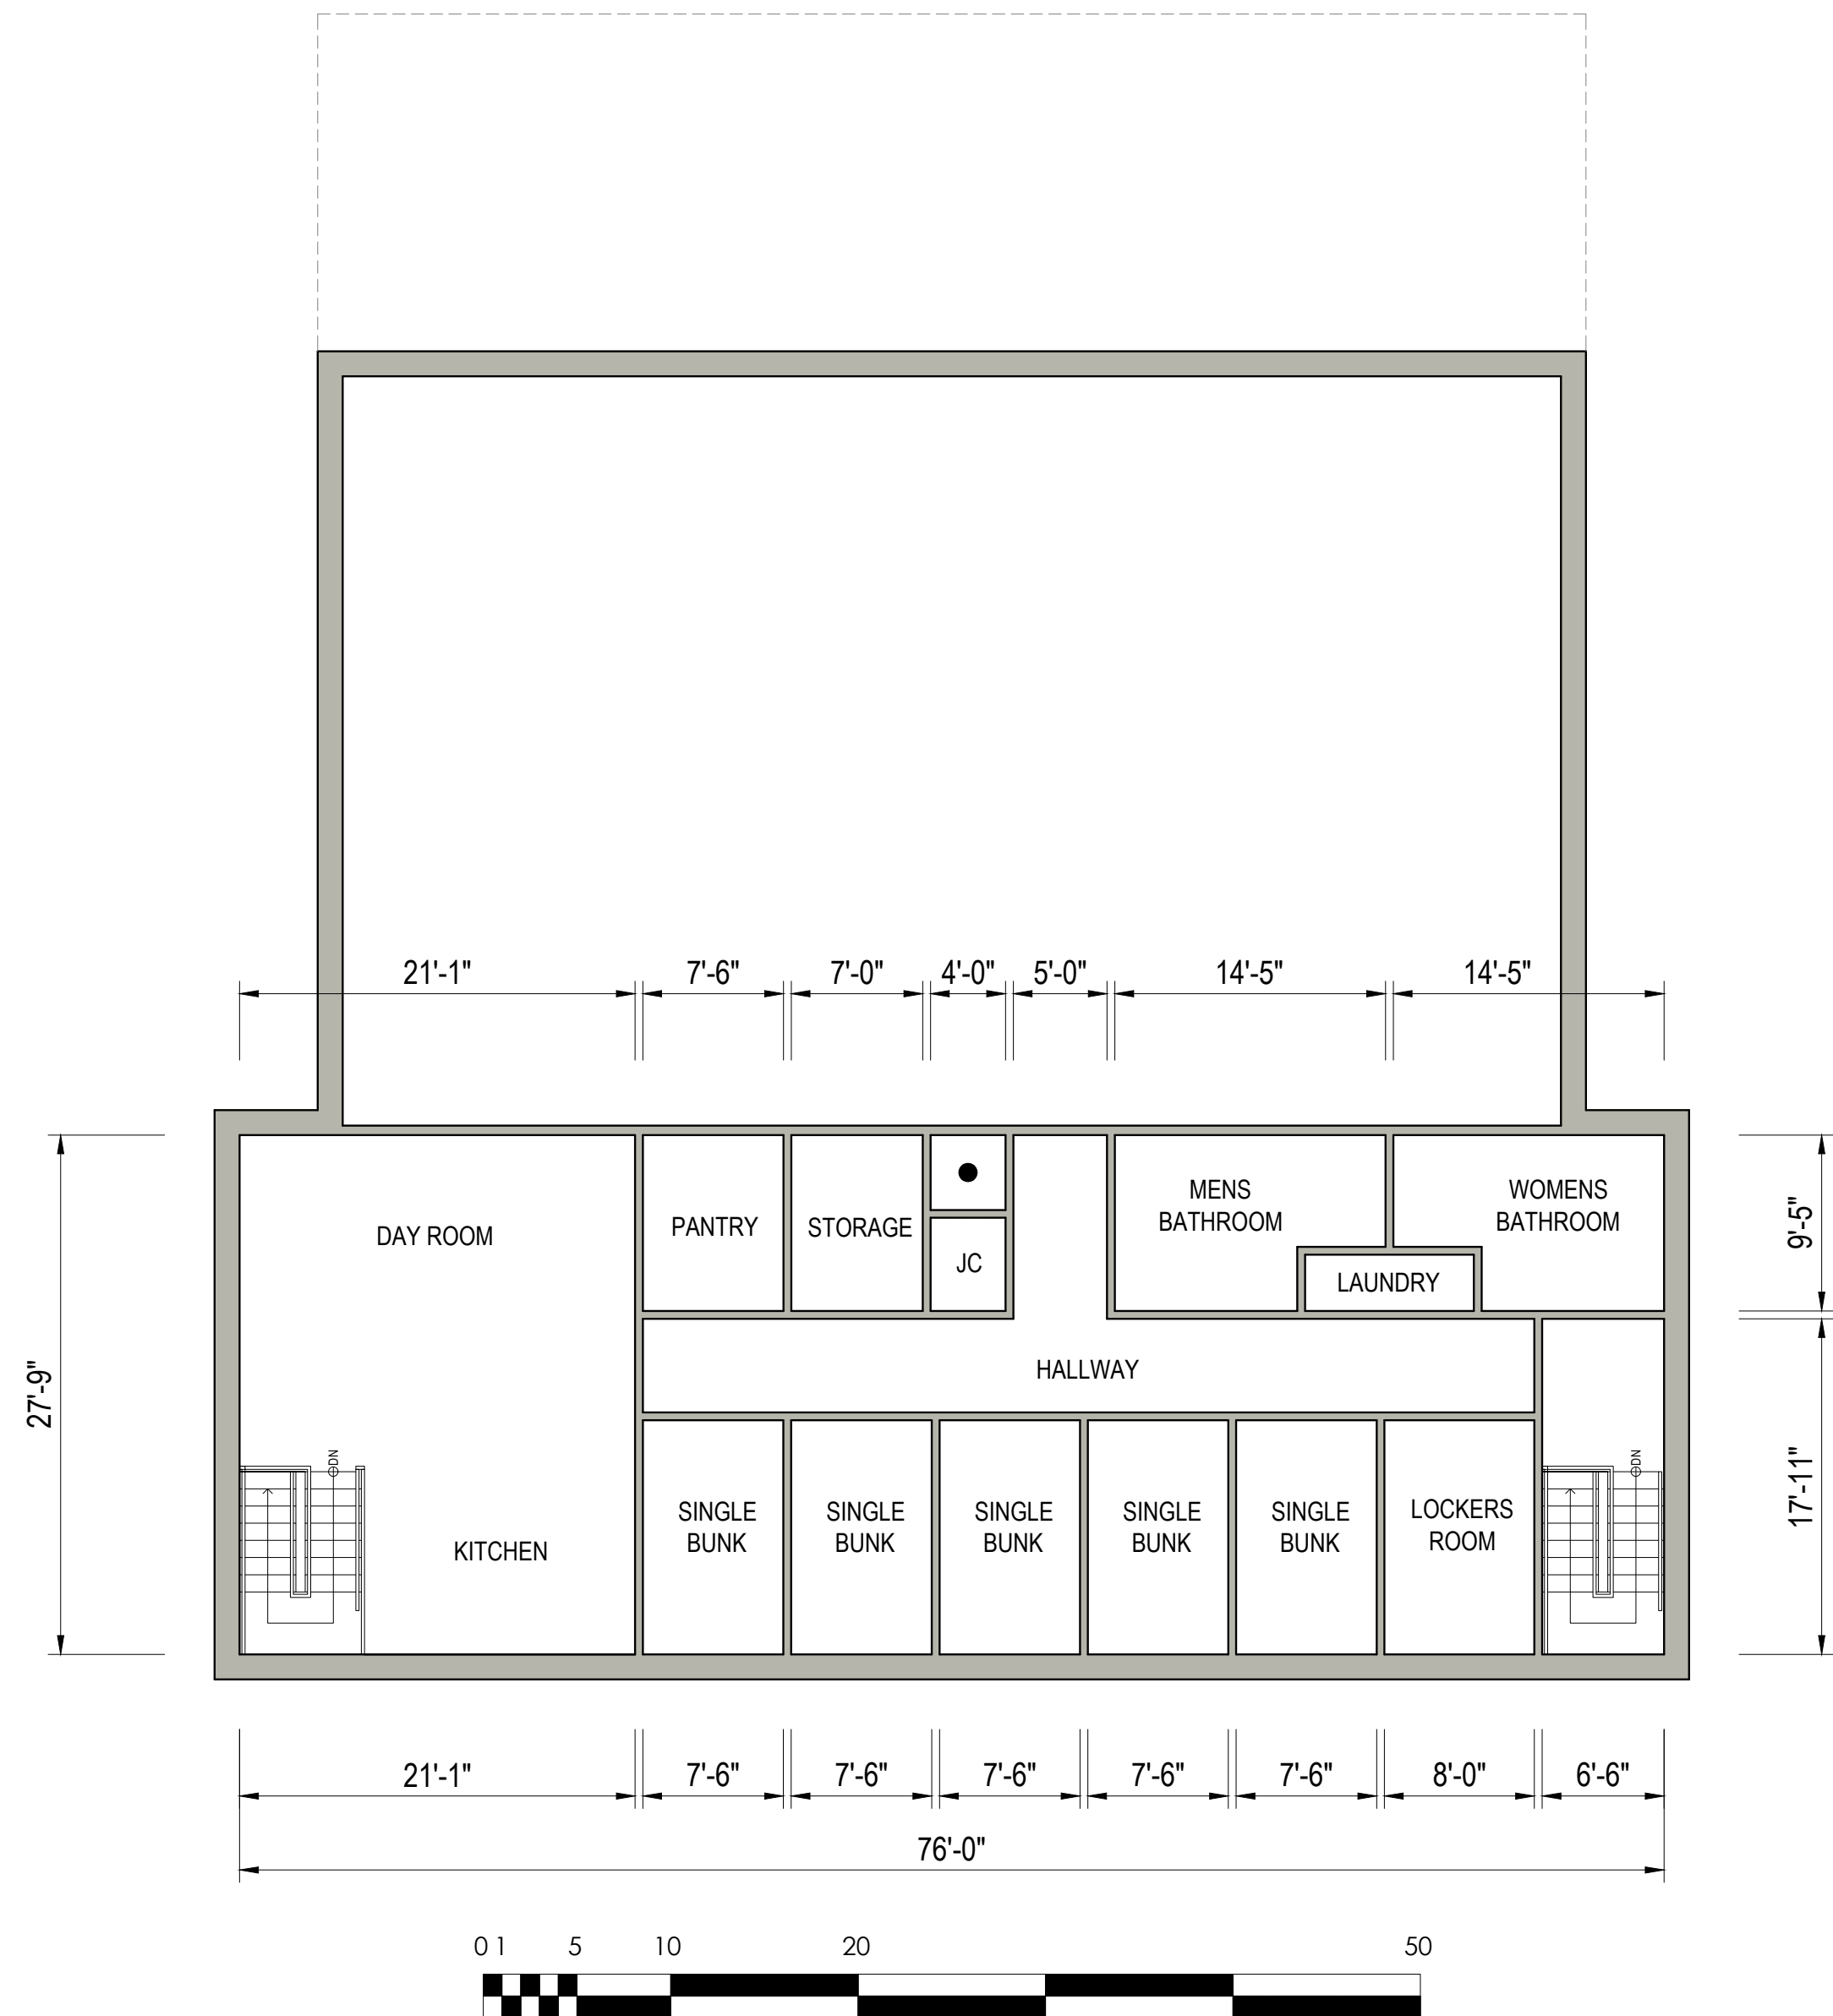 21'-1" 7'-6" 7'-0" 4'-0" 5'-0" 14'-5" 14'-5"
MENS
BATHROOM
WOMENS
BATHROOM
DAY ROOM
PANTRY
STORAGE
JC
LAUNDRY
9'-5"
27'-9"
HALLWAY
DN
DN
17'-11"
KITCHEN
SINGLE
BUNK
SINGLE
BUNK
SINGLE
BUNK
SINGLE
BUNK
SINGLE
BUNK
LOCKERS
ROOM
21'-1" 7'-6" 7'-6" 7'-6" 7'-6" 7'-6" 8'-0" 6'-6"
76'-0"
0 1 5 10 20 50